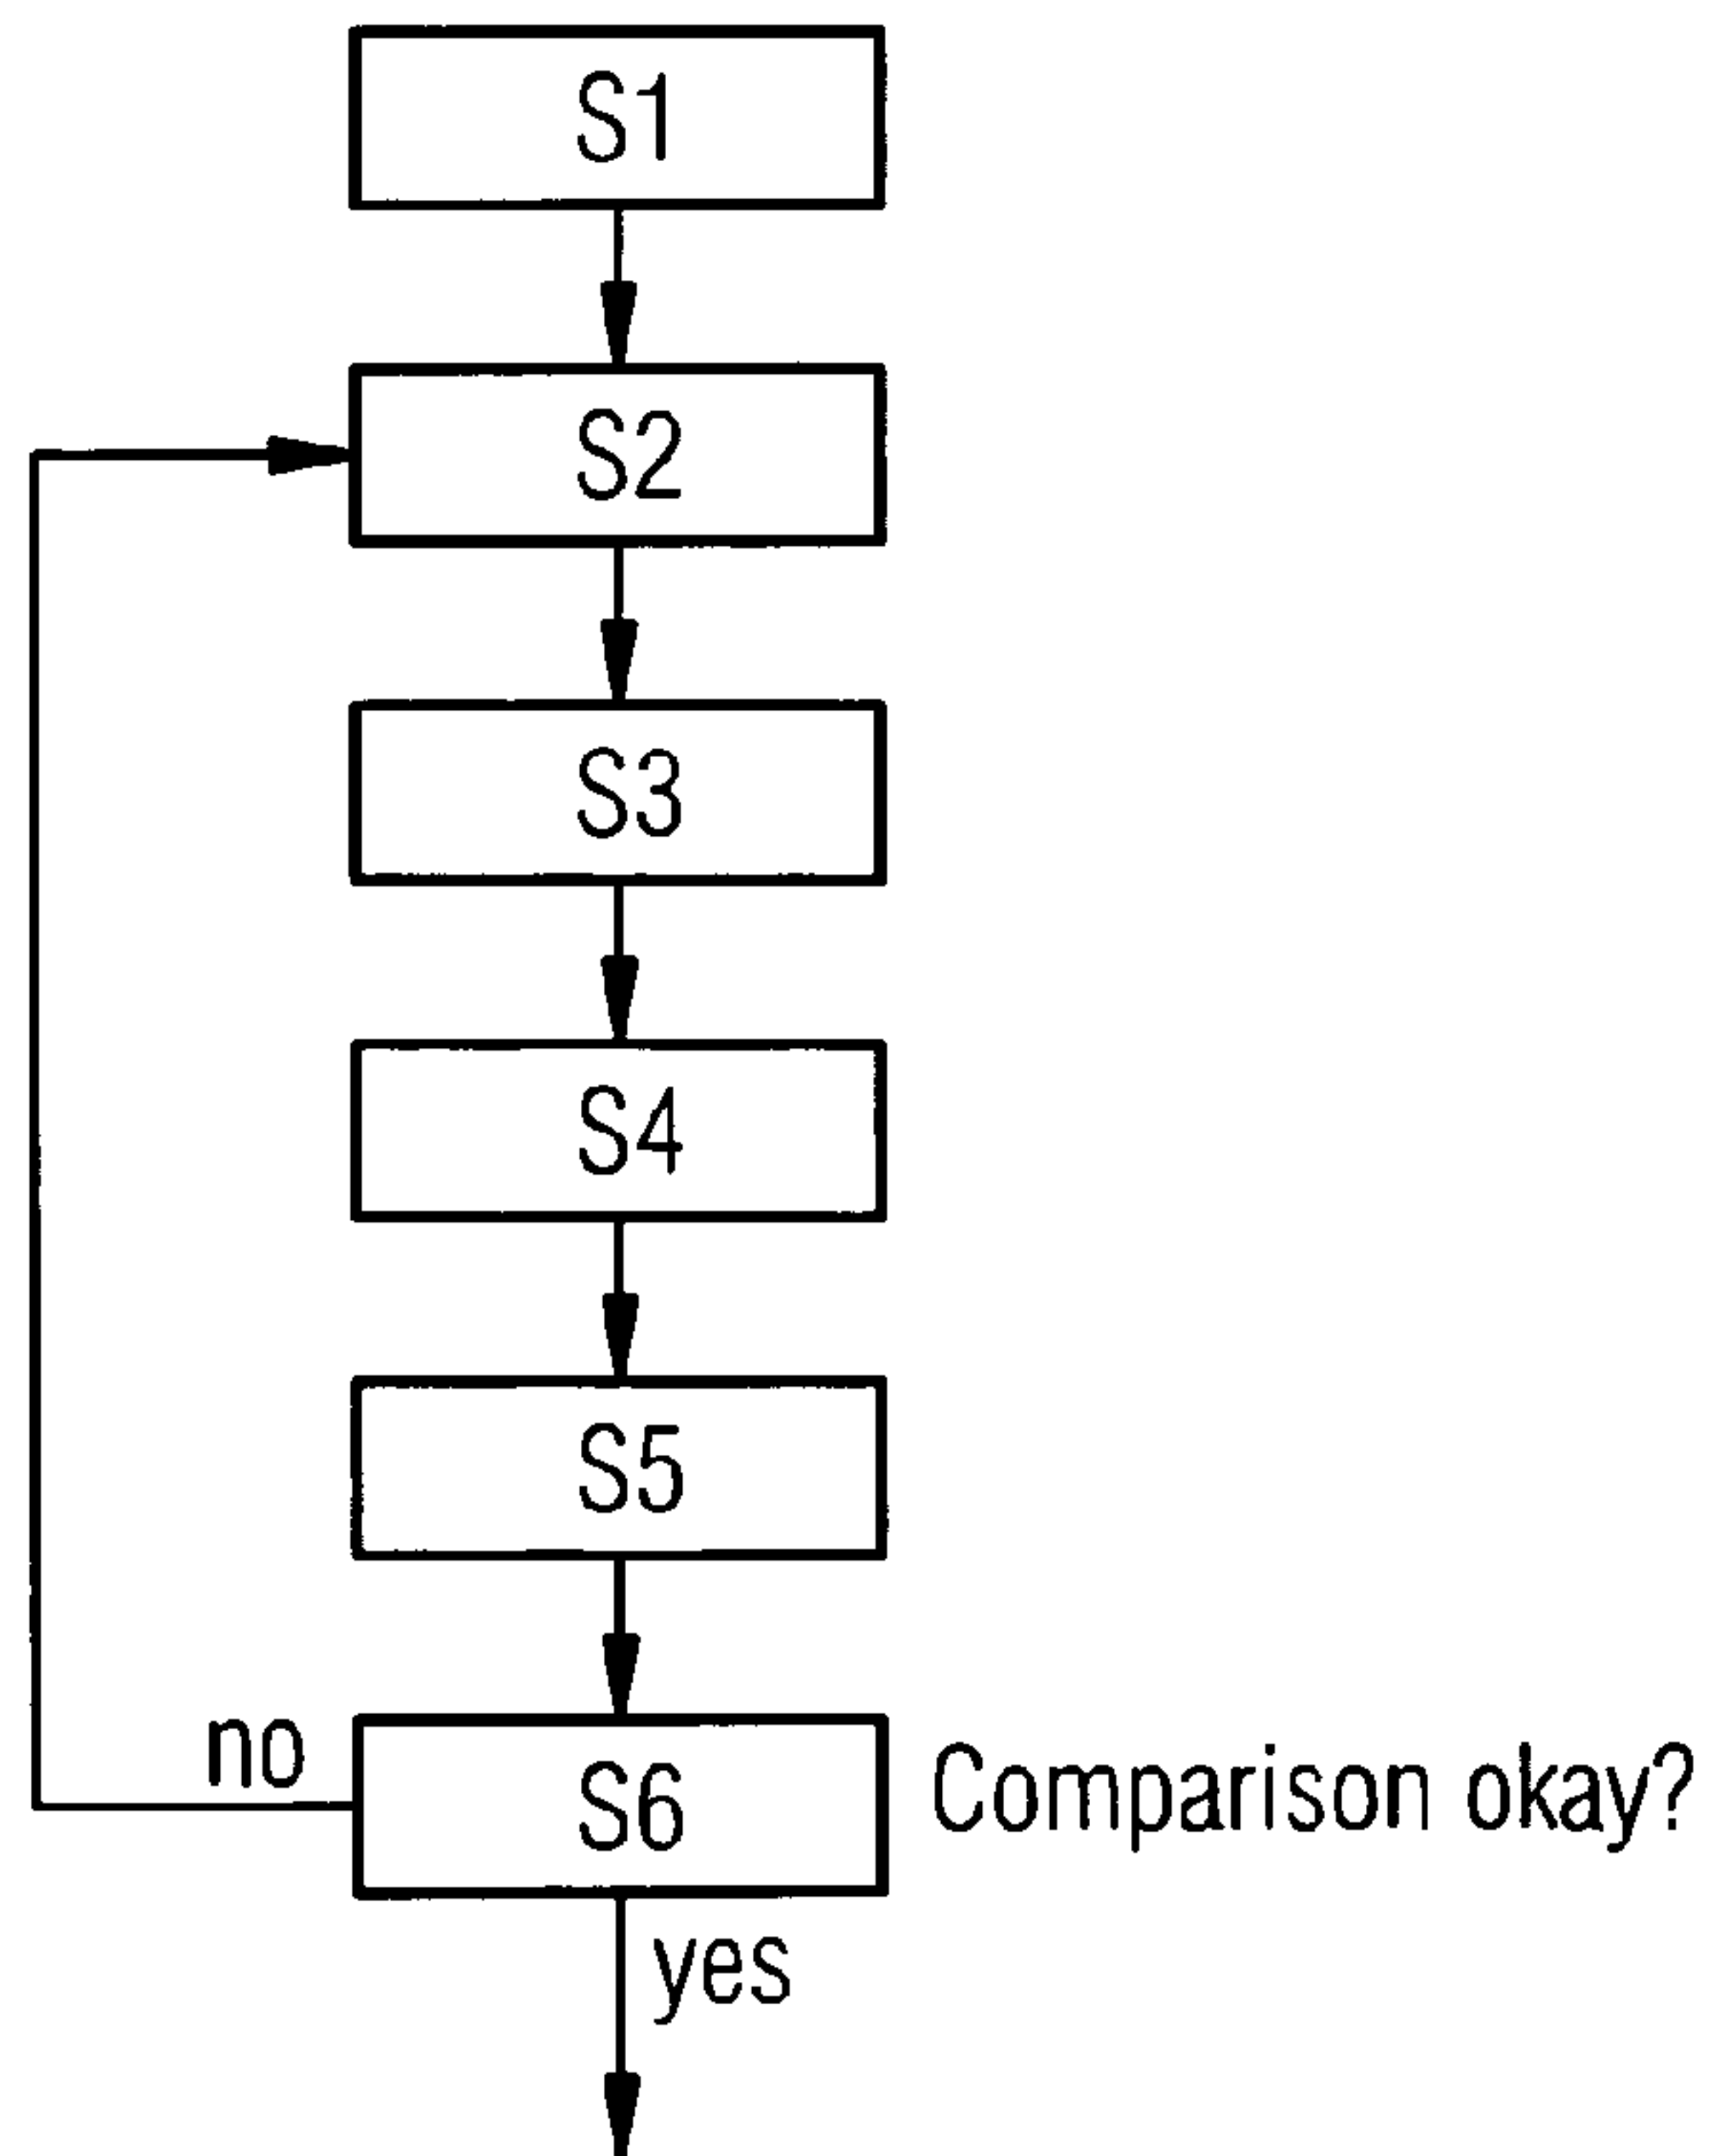 S1
S2
S3
S4
S5
no
S6
Comparison okay?
yes